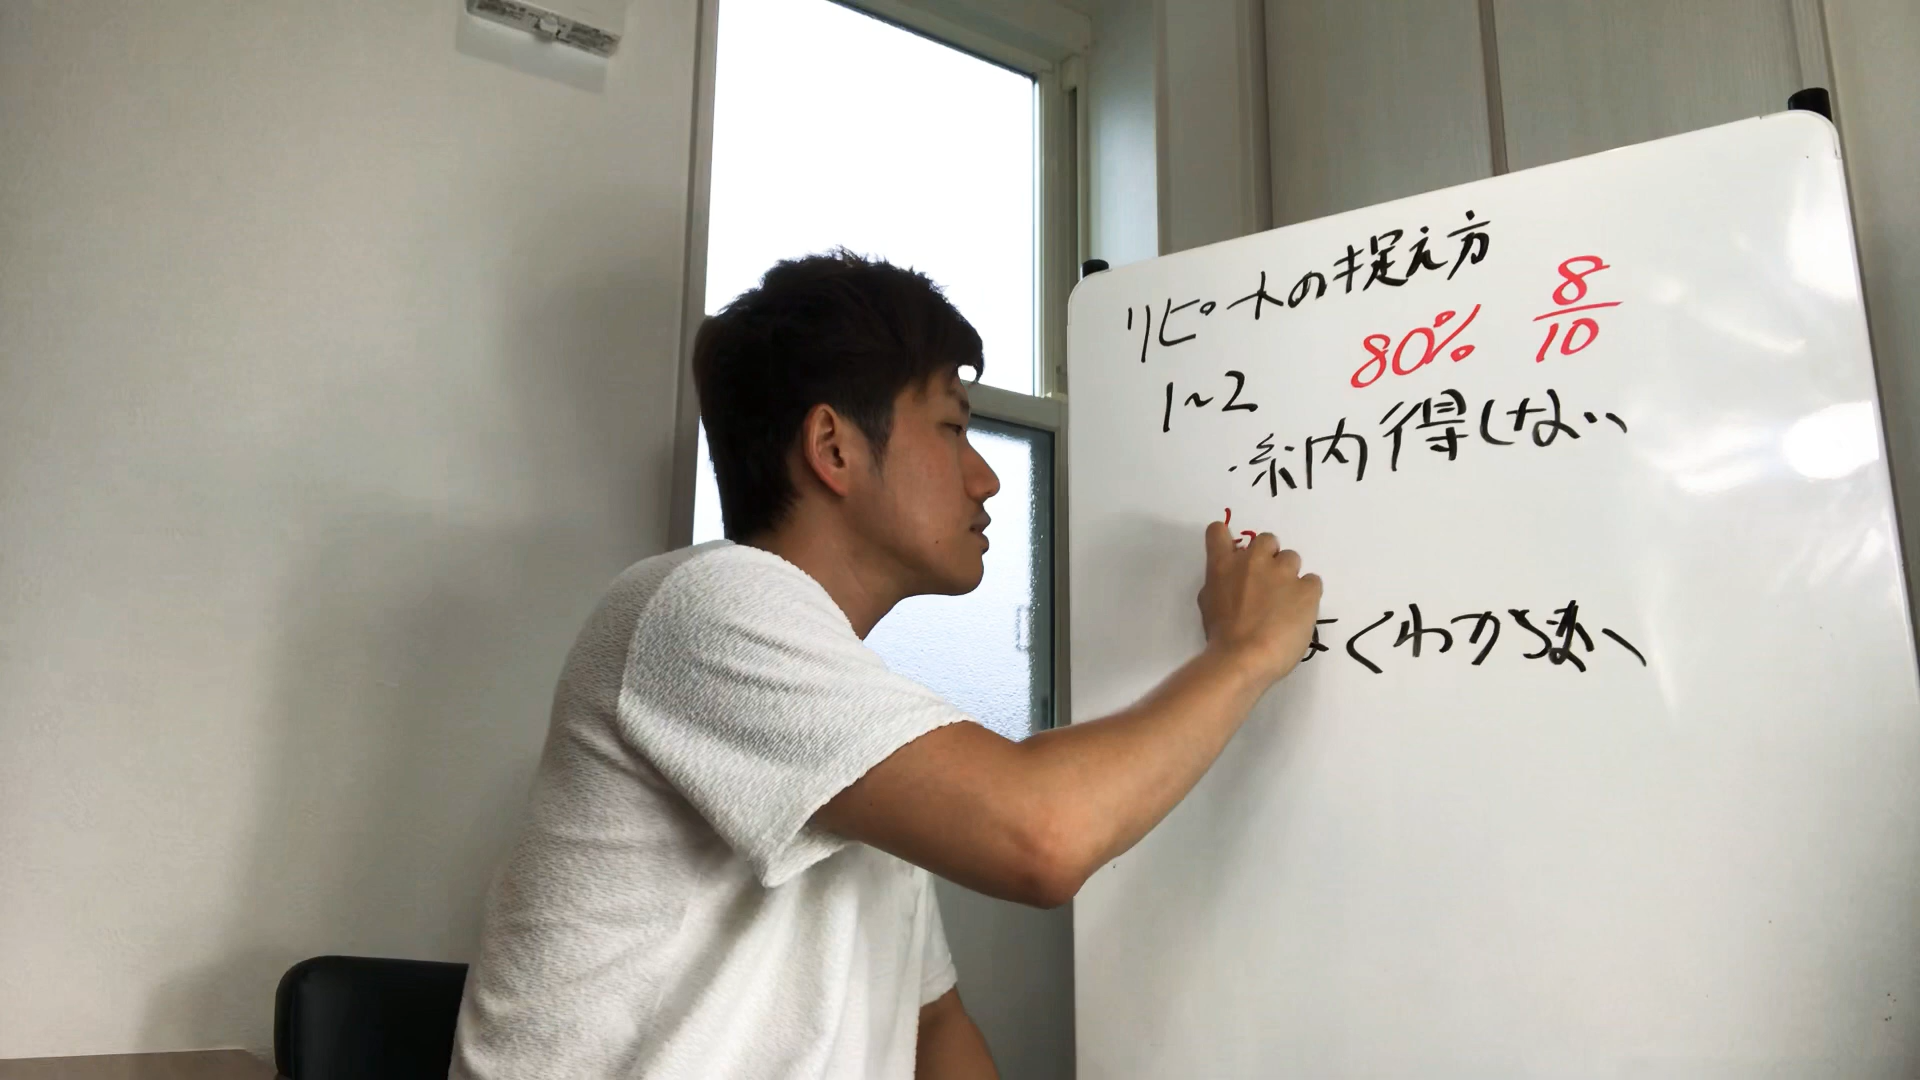 リピートの捉え方
80% 8/10
1~2
・納得しない
よくわからない